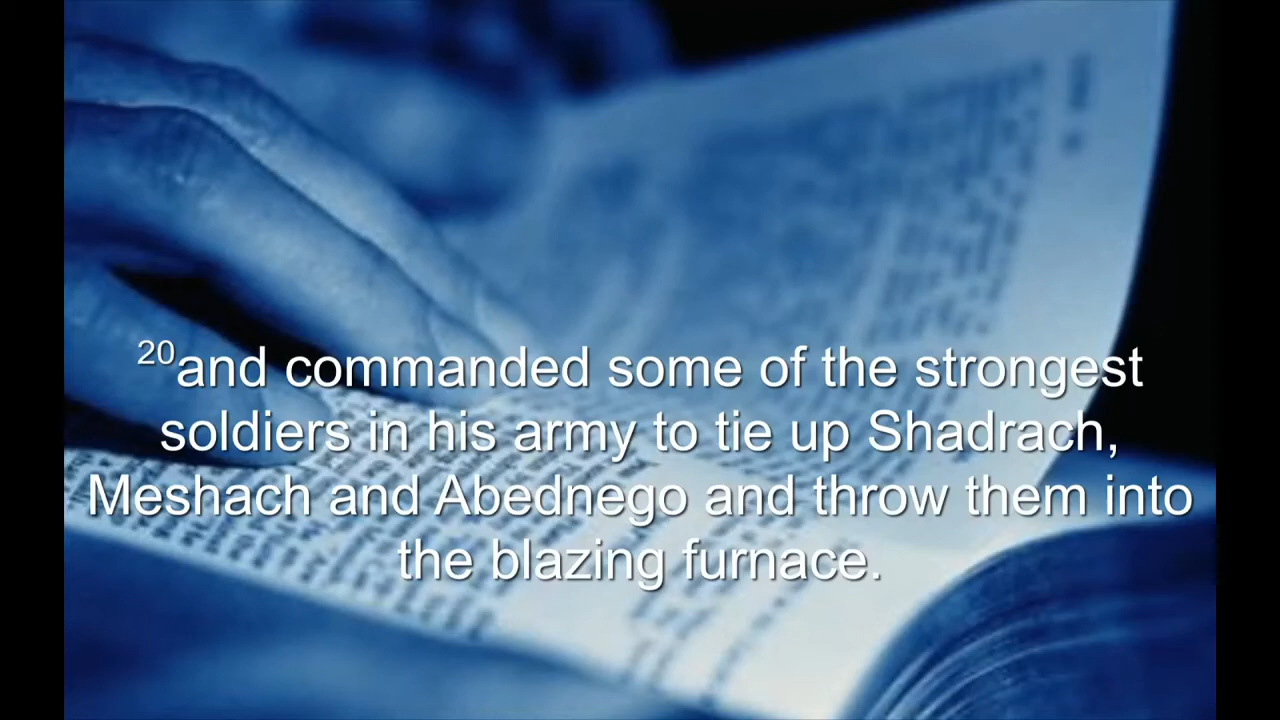 20and commanded some of the strongest
soldiers in his army to tie up Shadrach,
Meshach and Abednego and throw them into
the blazing furnace.